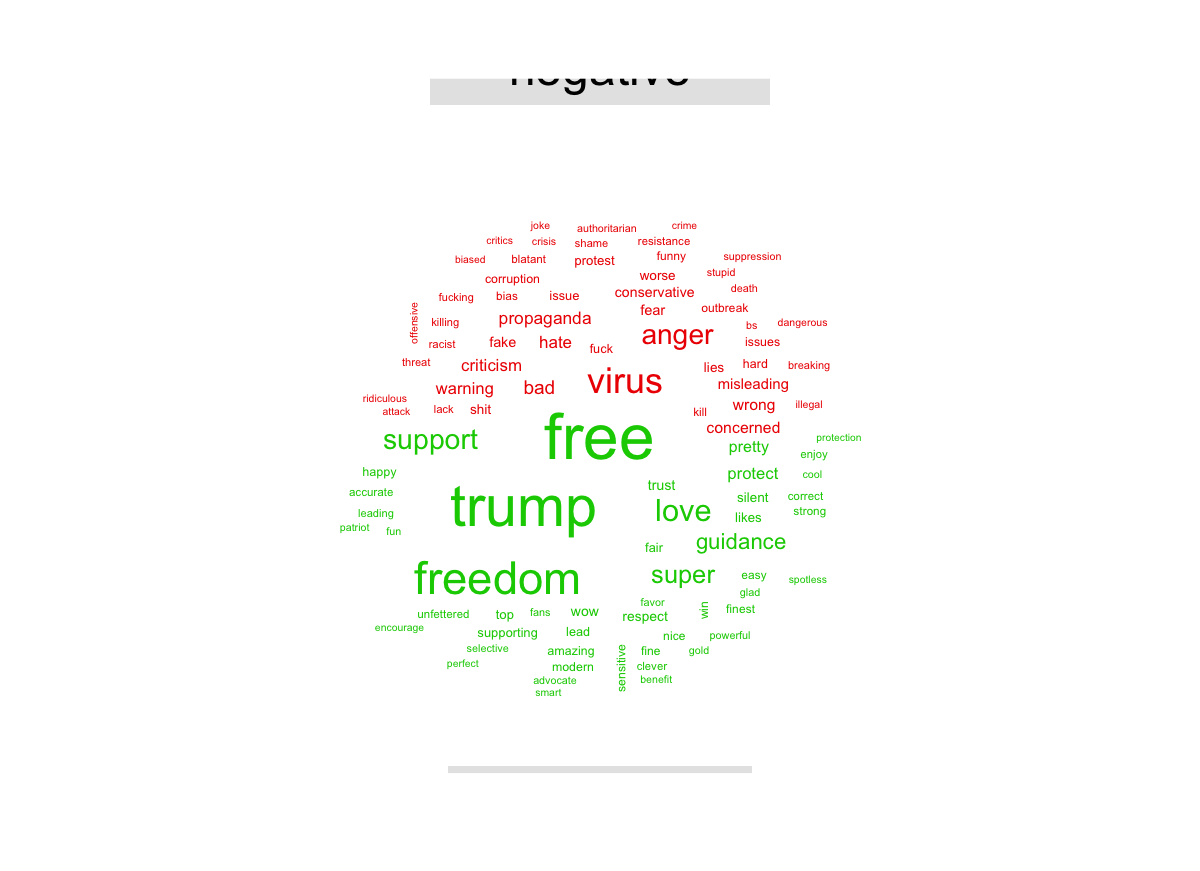 negative
joke authoritarian crime
critics crisis shame resistance
biased blatant protest funny suppression
corruption worse stupid
fucking bias issue conservative death
offensive killing propaganda fear outbreak
racist fake hate fuck anger bs dangerous
issues
threat criticism virus lies hard breaking
warning bad misleading
ridiculous
attack lack shit kill wrong illegal
concerned
support free pretty protection
enjoy
happy trust protect cool
accurate silent correct
leading trump love likes strong
patriot fun
fair guidance
freedom super easy spotless
glad
unfettered top fans wow favor win finest
respect
encourage supporting lead nice powerful
selective amazing sensitive fine gold
perfect modern clever
advocate benefit
smart